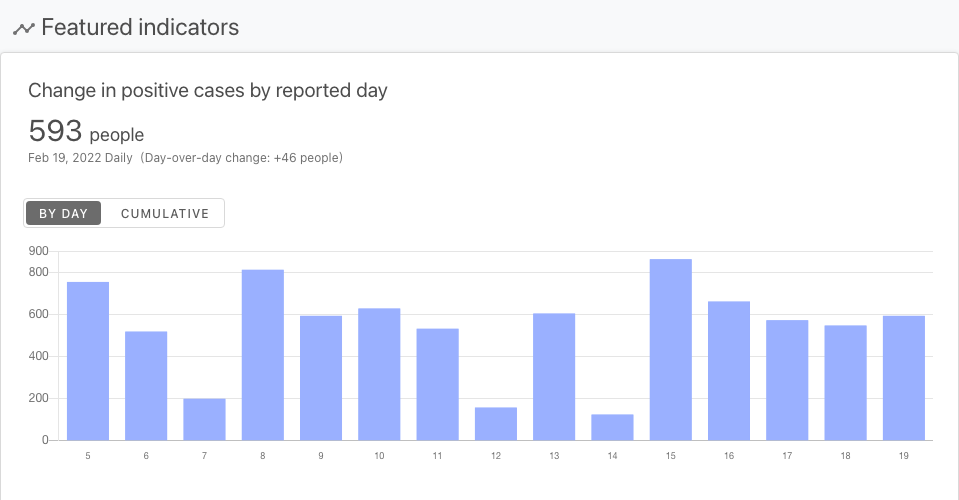 Featured indicators
Change in positive cases by reported day
593 people
Feb 19, 2022 Daily (Day-over-day change: +46 people)
BY DAY CUMULATIVE
900
800
600
400
200
0
5 6 7 8 9 10 11 12 13 14 15 16 17 18 19